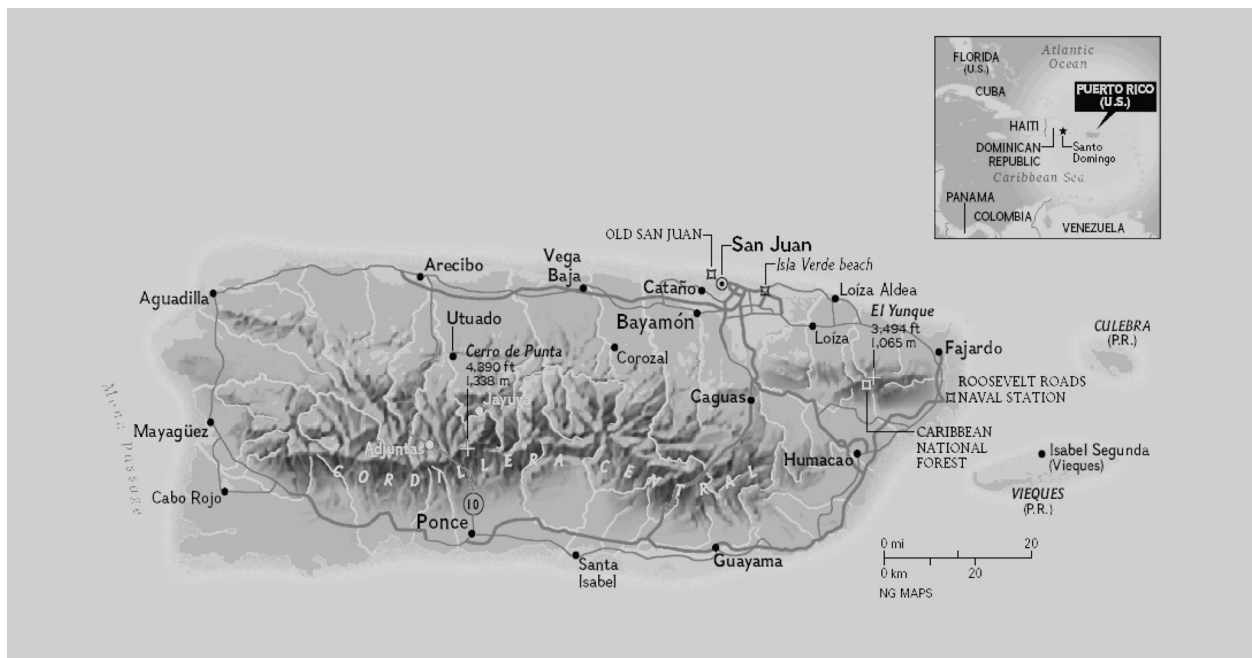 Atlantic
Ocean
FLORIDA
(U.S.)
CUBA
PUERTO RICO
(U.S.)
HAITI
DOMINICAN
REPUBLIC
Santo
Domingo
Caribbean Sea
PANAMA
COLOMBIA
VENEZUELA
OLD SAN JUAN
San Juan
Isla Verde beach
Arecibo
Vega
Baja
Cataño
Loíza Aldea
Aguadilla
Bayamón
El Yunque
3,494 ft
1,065 m
Utuado
Loíza
CULEBRA
(P.R.)
Cerro de Punta
4,390 ft
1,338 m
Corozal
Fajardo
ROOSEVELT ROADS
NAVAL STATION
Jayuya
Caguas
Mona Passage
Mayagüez
Adjuntas
CARIBBEAN
NATIONAL
FOREST
Humacao
Isabel Segunda
(Vieques)
CORDILLERA CENTRAL
Cabo Rojo
VIEQUES
(P.R.)
10
Ponce
Santa
Isabel
Guayama
0 mi 20
0 km 20
NG MAPS